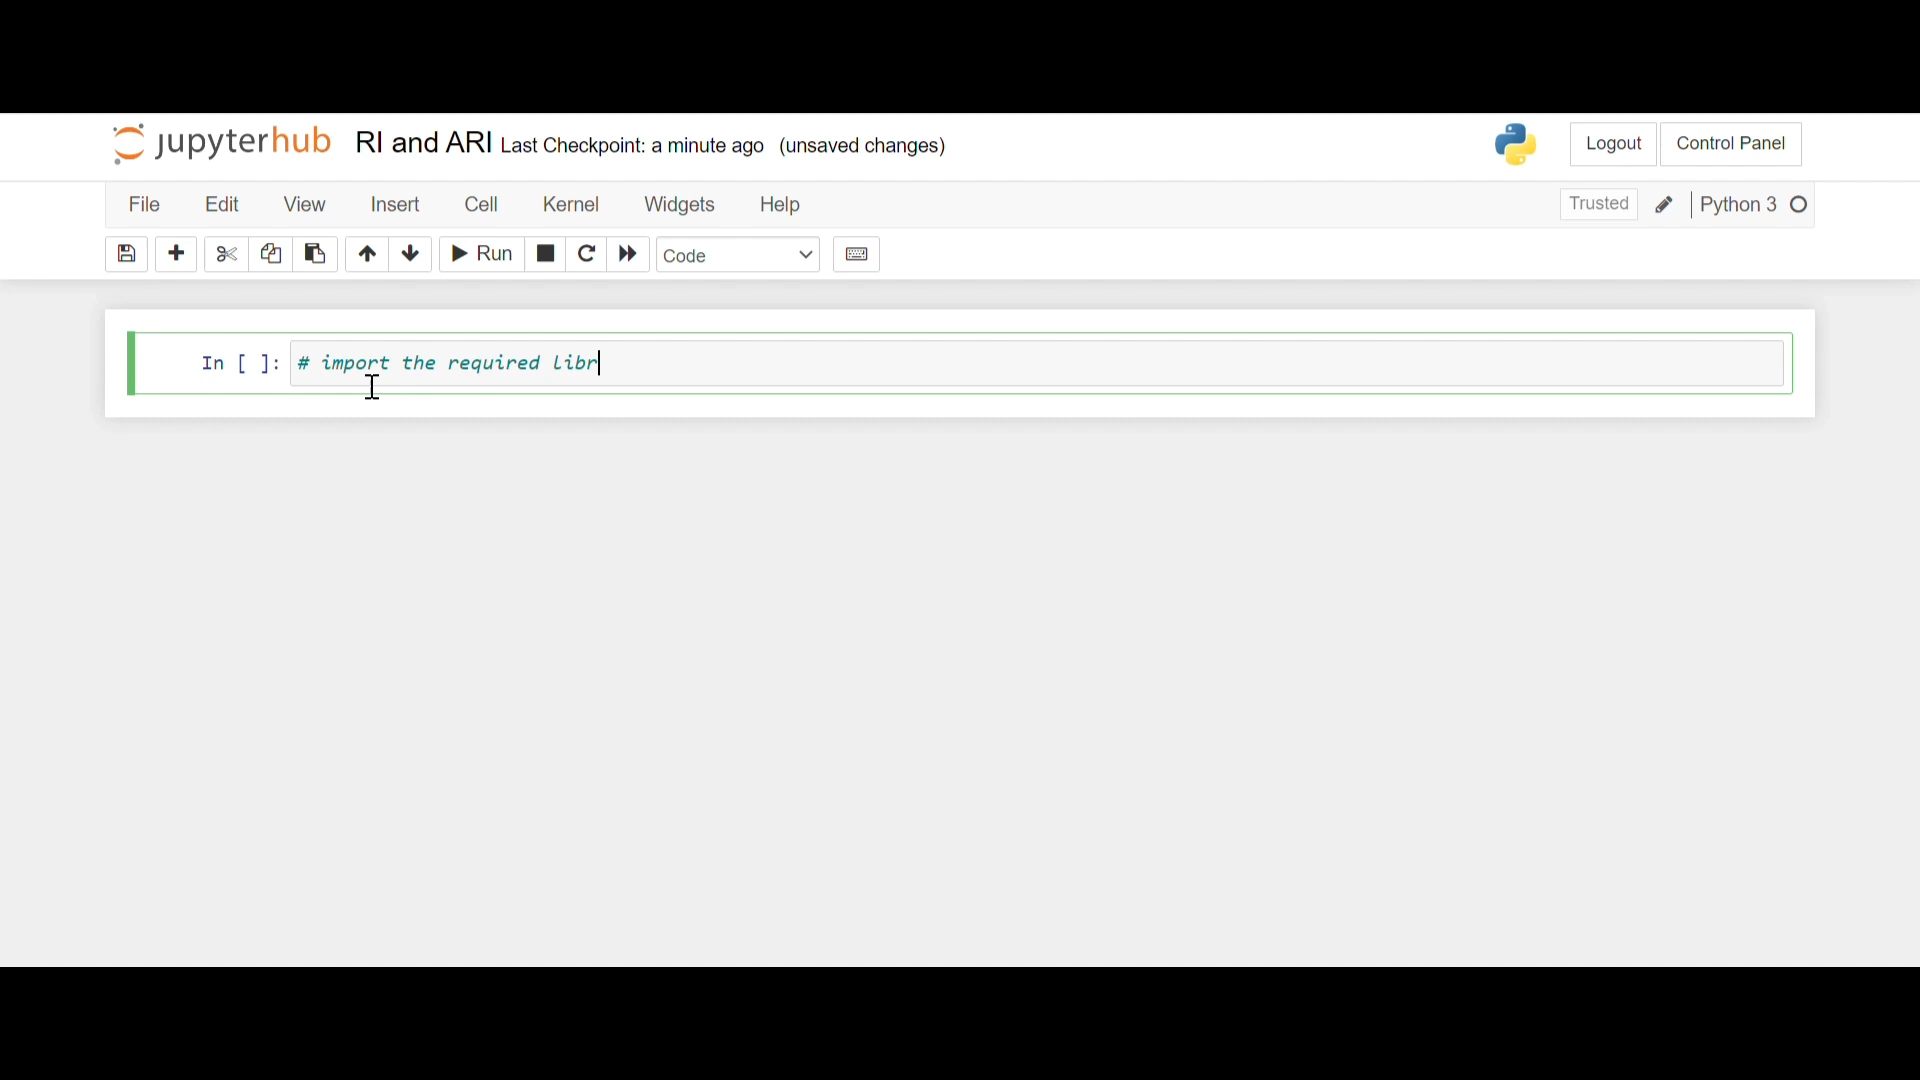 jupyterhub RI and ARI Last Checkpoint: a minute ago (unsaved changes) Logout Control Panel
File Edit View Insert Cell Kernel Widgets Help Trusted Python 3
Run Code
In [ ]: # import the required libr